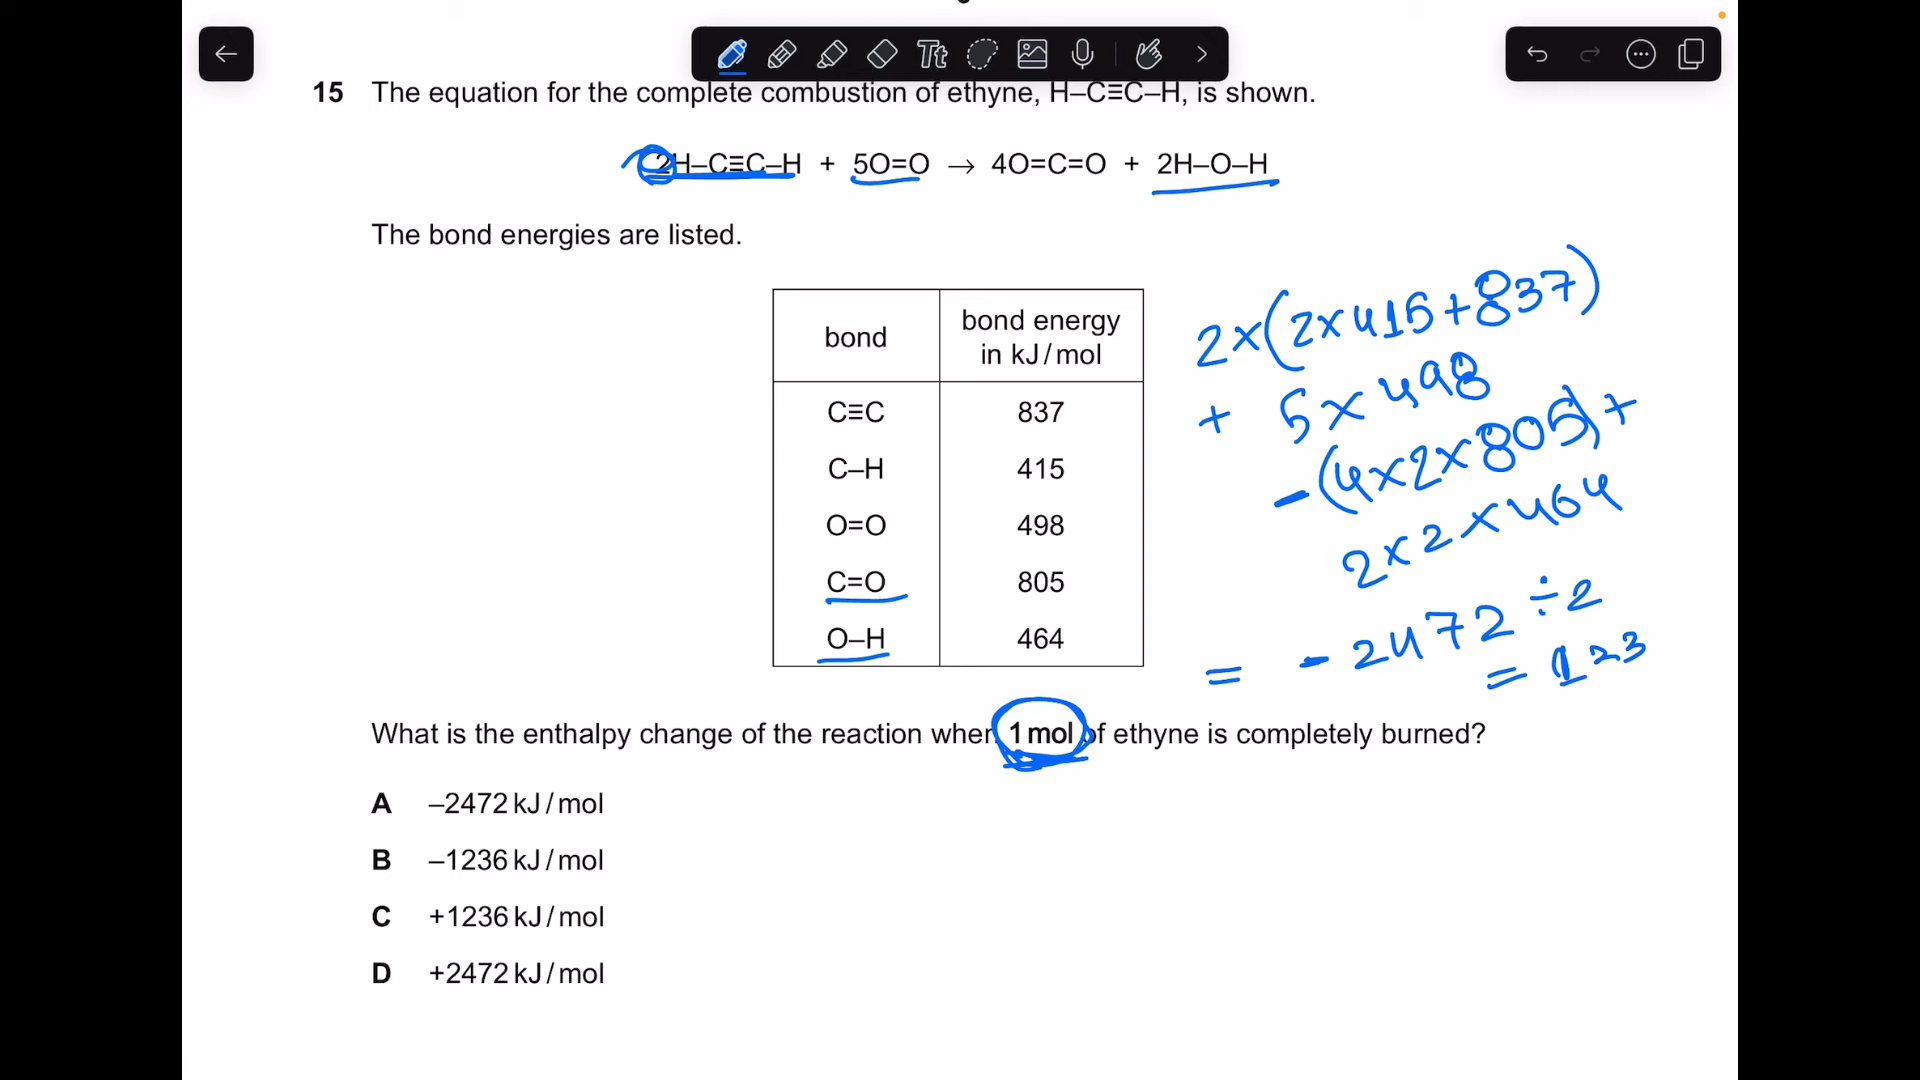 Tt
15 The equation for the complete combustion of ethyne, H–C≡C–H, is shown.
2H–C≡C–H + 5O=O → 4O=C=O + 2H–O–H
The bond energies are listed.
bond
bond energy
in kJ / mol
C≡C 837
C–H 415
O=O 498
C=O 805
O–H 464
2×(2×415+837)
+ 5×498
-(4×2×805)+
2×2×464
= -2472 ÷2
= 123
What is the enthalpy change of the reaction when 1 mol of ethyne is completely burned?
A –2472 kJ / mol
B –1236 kJ / mol
C +1236 kJ / mol
D +2472 kJ / mol